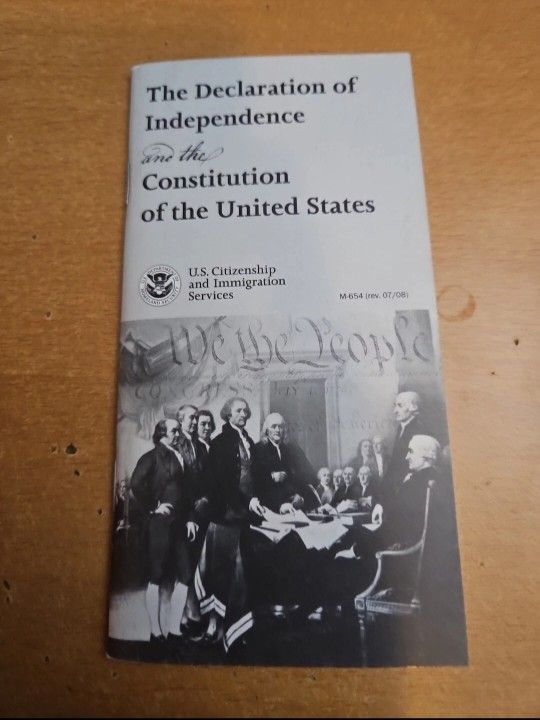 The Declaration of
Independence
and the
Constitution
of the United States
U.S. Citizenship
and Immigration
Services
M-654 (rev. 07/08)
We the People